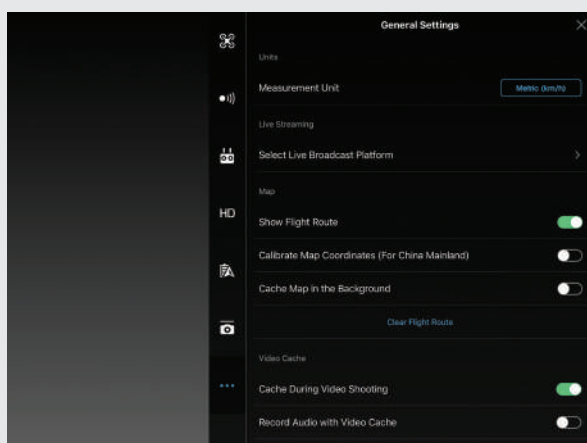 General Settings
Units
Measurement Unit
Metric (km/h)
Live Streaming
Select Live Broadcast Platform
Map
HD
Show Flight Route
Calibrate Map Coordinates (For China Mainland)
Cache Map in the Background
Clear Flight Route
Video Cache
Cache During Video Shooting
Record Audio with Video Cache